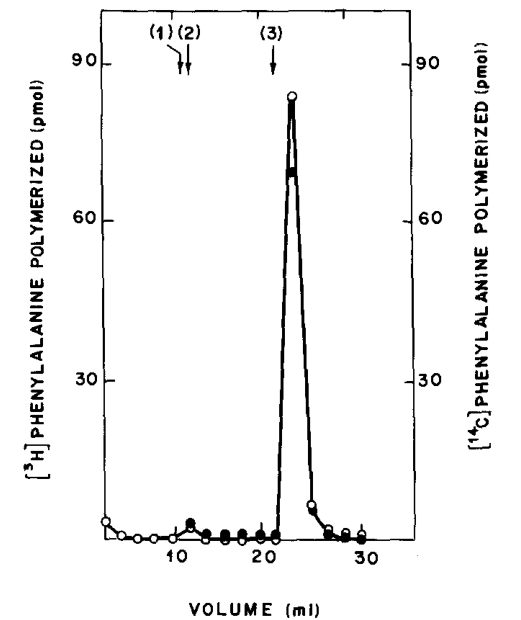 (1) (2) (3)
90 90
60 60
30 30
10 20 30
[³H] PHENYLALANINE POLYMERIZED (pmol)
[¹⁴C] PHENYLALANINE POLYMERIZED (pmol)
VOLUME (ml)